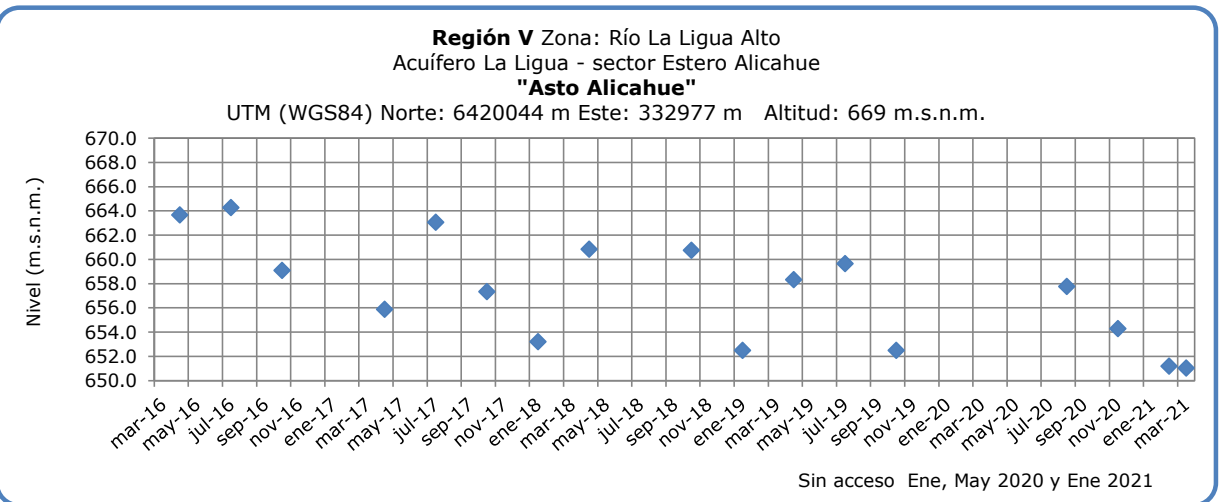 Región V Zona: Río La Ligua Alto
Acuífero La Ligua - sector Estero Alicahue
"Asto Alicahue"
UTM (WGS84) Norte: 6420044 m Este: 332977 m Altitud: 669 m.s.n.m.
Nivel (m.s.n.m.)
670.0
668.0
666.0
664.0
662.0
660.0
658.0
656.0
654.0
652.0
650.0
mar-16
may-16
jul-16
sep-16
nov-16
ene-17
mar-17
may-17
jul-17
sep-17
nov-17
ene-18
mar-18
may-18
jul-18
sep-18
nov-18
ene-19
mar-19
may-19
jul-19
sep-19
nov-19
ene-20
mar-20
may-20
jul-20
sep-20
nov-20
ene-21
mar-21
Sin acceso Ene, May 2020 y Ene 2021